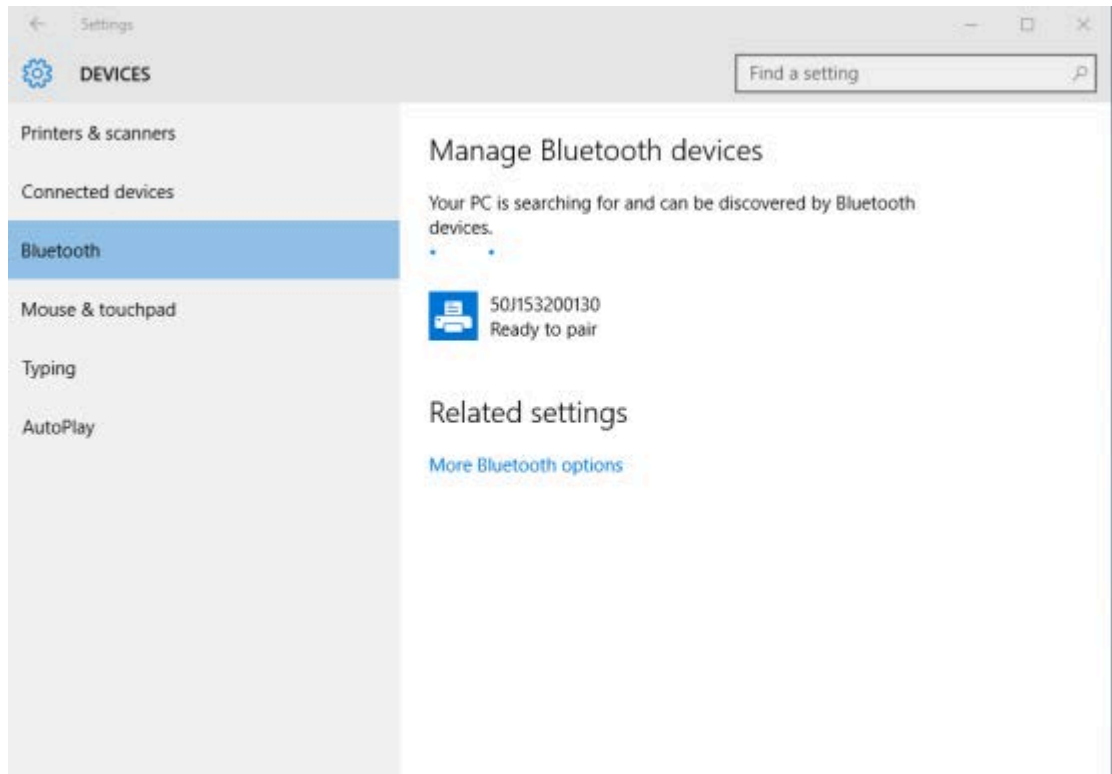 Settings
DEVICES
Find a setting
Printers & scanners
Connected devices
Bluetooth
Mouse & touchpad
Typing
AutoPlay
Manage Bluetooth devices
Your PC is searching for and can be discovered by Bluetooth
devices.
50J153200130
Ready to pair
Related settings
More Bluetooth options